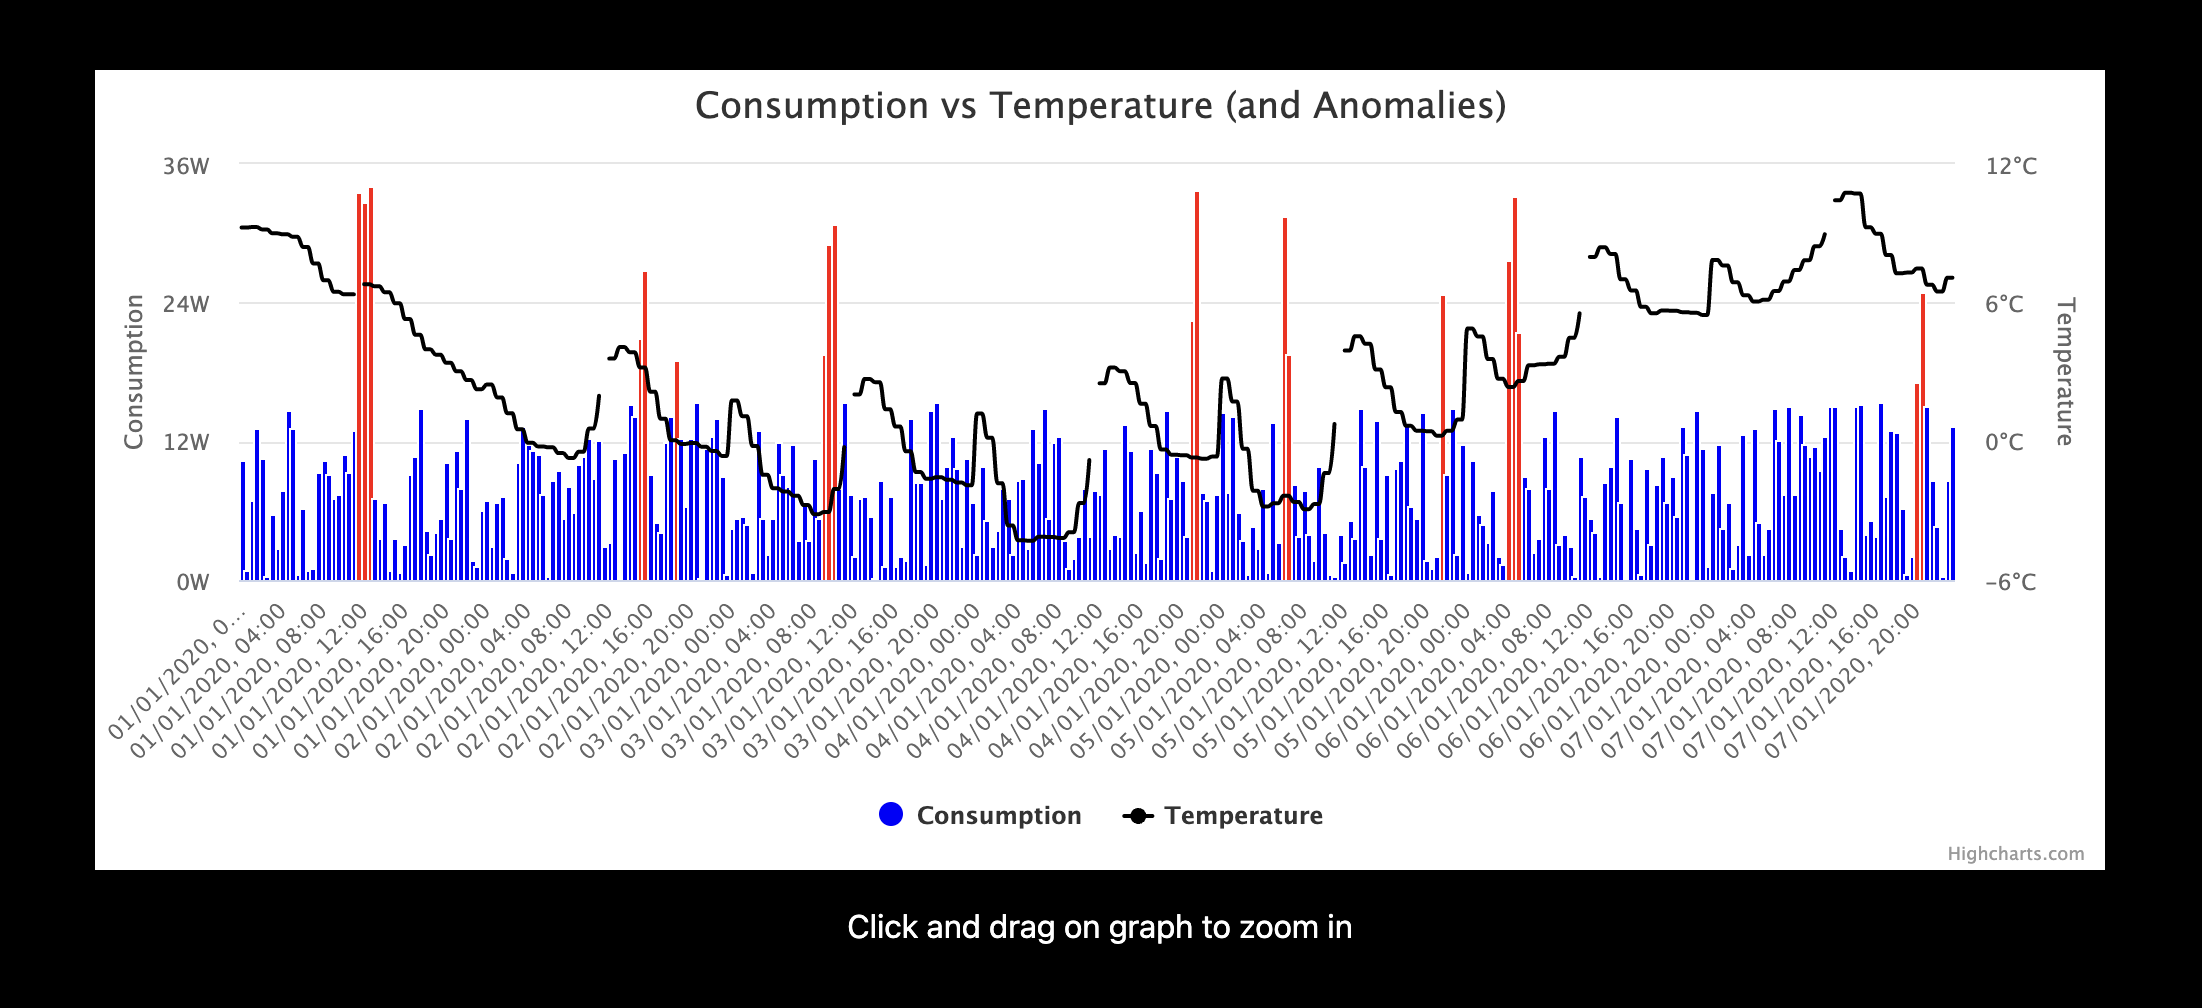 Consumption vs Temperature (and Anomalies)
36W
24W
12W
0W
Consumption
12°C
6°C
0°C
-6°C
Temperature
01/01/2020, 0…
01/01/2020, 04:00
01/01/2020, 08:00
01/01/2020, 12:00
01/01/2020, 16:00
01/01/2020, 20:00
02/01/2020, 00:00
02/01/2020, 04:00
02/01/2020, 08:00
02/01/2020, 12:00
02/01/2020, 16:00
02/01/2020, 20:00
03/01/2020, 00:00
03/01/2020, 04:00
03/01/2020, 08:00
03/01/2020, 12:00
03/01/2020, 16:00
03/01/2020, 20:00
04/01/2020, 00:00
04/01/2020, 04:00
04/01/2020, 08:00
04/01/2020, 12:00
04/01/2020, 16:00
04/01/2020, 20:00
05/01/2020, 00:00
05/01/2020, 04:00
05/01/2020, 08:00
05/01/2020, 12:00
05/01/2020, 16:00
05/01/2020, 20:00
06/01/2020, 00:00
06/01/2020, 04:00
06/01/2020, 08:00
06/01/2020, 12:00
06/01/2020, 16:00
06/01/2020, 20:00
07/01/2020, 00:00
07/01/2020, 04:00
07/01/2020, 08:00
07/01/2020, 12:00
07/01/2020, 16:00
07/01/2020, 20:00
Consumption
Temperature
Highcharts.com
Click and drag on graph to zoom in